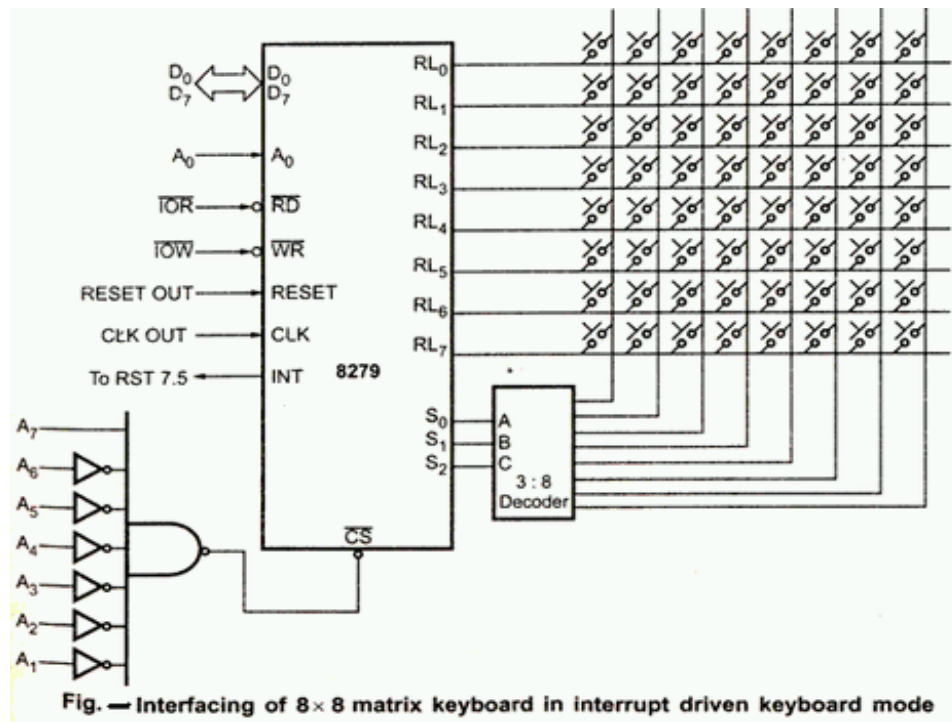 D₀ D₀ RL₀
D₇ D₇
RL₁
A₀ A₀ RL₂
IOR RD RL₃
IOW WR RL₄
RESET OUT RESET RL₅
CLK OUT CLK RL₆
RL₇
To RST 7.5 INT 8279
A₇ S₀ A
A₆ S₁ B
S₂ C
A₅ 3 : 8
Decoder
A₄ CS
A₃
A₂
A₁
Fig. — Interfacing of 8×8 matrix keyboard in interrupt driven keyboard mode